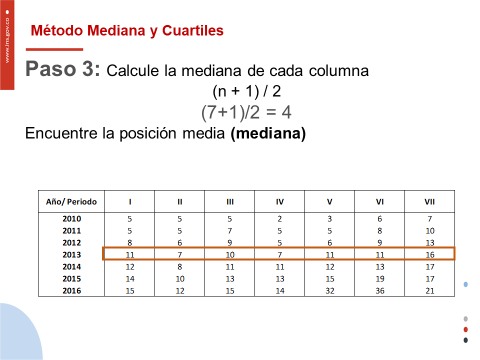 www.ins.gov.co
Método Mediana y Cuartiles
Paso 3: Calcule la mediana de cada columna
(n + 1) / 2
(7+1)/2 = 4
Encuentre la posición media (mediana)
Año/ Periodo I II III IV V VI VII
2010 5 5 5 2 3 6 7
2011 5 5 7 5 5 8 10
2012 8 6 9 5 6 9 13
2013 11 7 10 7 11 11 16
2014 12 8 11 11 12 13 17
2015 14 10 13 13 15 19 17
2016 15 12 15 14 32 36 21